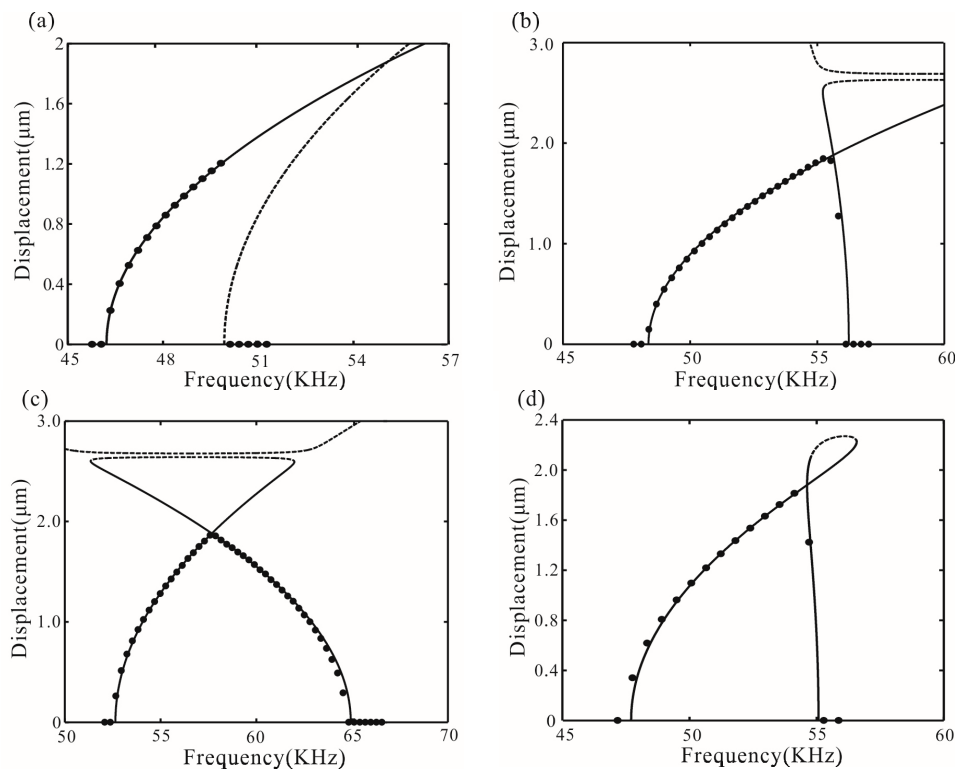 (a)
2
1.6
1.2
0.8
0.4
0
45 48 51 54 57
Displacement(μm)
Frequency(KHz)
(b)
3.0
2.0
1.0
0
45 50 55 60
Displacement(μm)
Frequency(KHz)
(c)
3.0
2.0
1.0
0
50 55 60 65 70
Displacement(μm)
Frequency(KHz)
(d)
2.4
2.0
1.6
1.2
0.8
0.4
0
45 50 55 60
Displacement(μm)
Frequency(KHz)